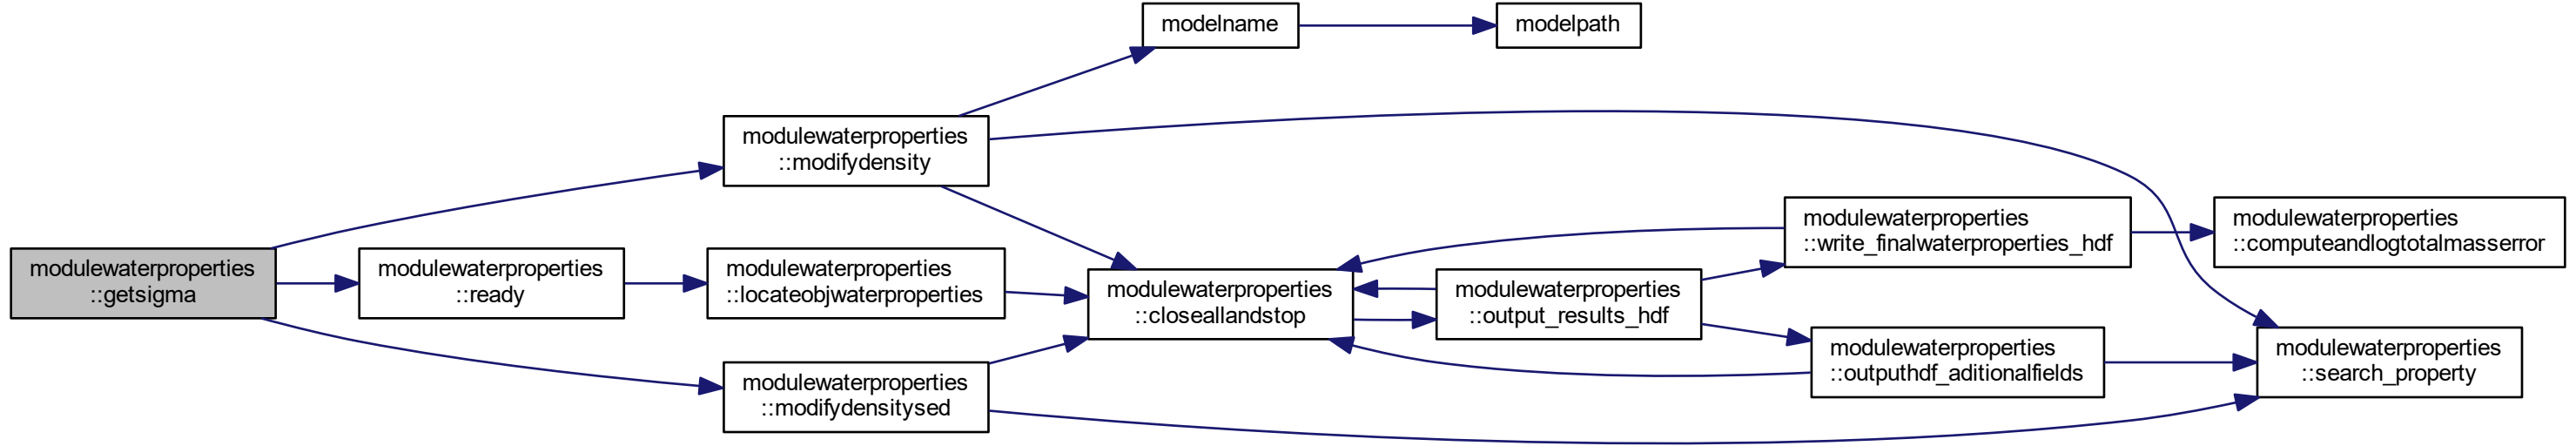 modelname
modelpath
modulewaterproperties
::modifydensity
modulewaterproperties
::write_finalwaterproperties_hdf
modulewaterproperties
::computeandlogtotalmasserror
modulewaterproperties
::getsigma
modulewaterproperties
::ready
modulewaterproperties
::locateobjwaterproperties
modulewaterproperties
::closeallandstop
modulewaterproperties
::output_results_hdf
modulewaterproperties
::outputhdf_aditionalfields
modulewaterproperties
::search_property
modulewaterproperties
::modifydensitysed